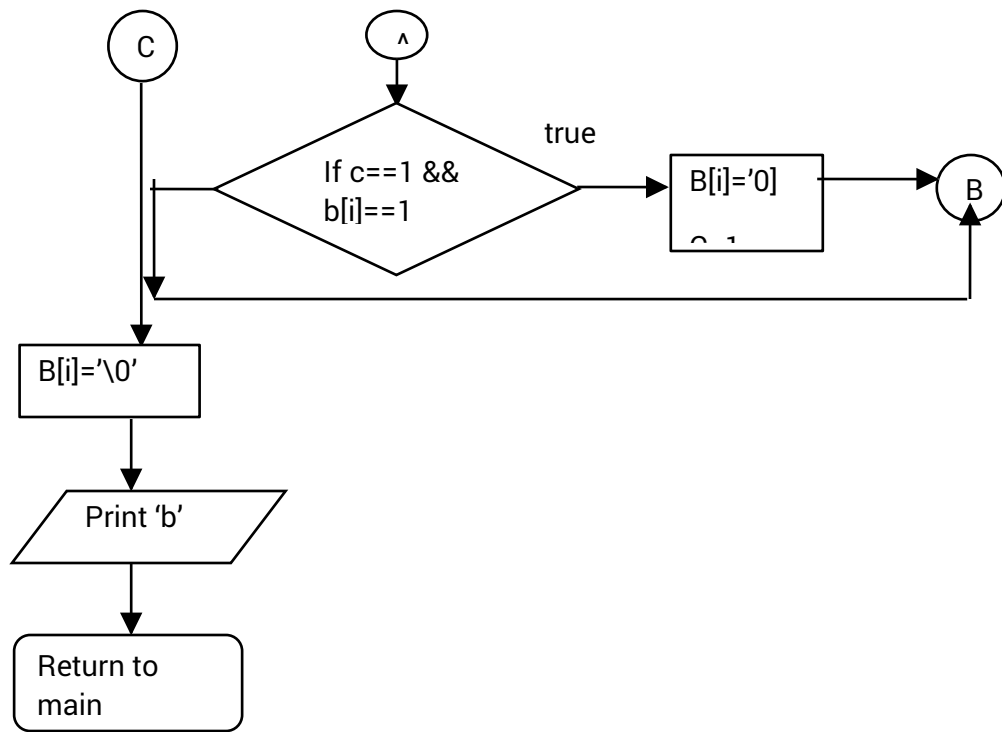 C
true
If c==1 &&
b[i]==1
B[i]='0]
B
B[i]='\0'
Print ‘b’
Return to
main